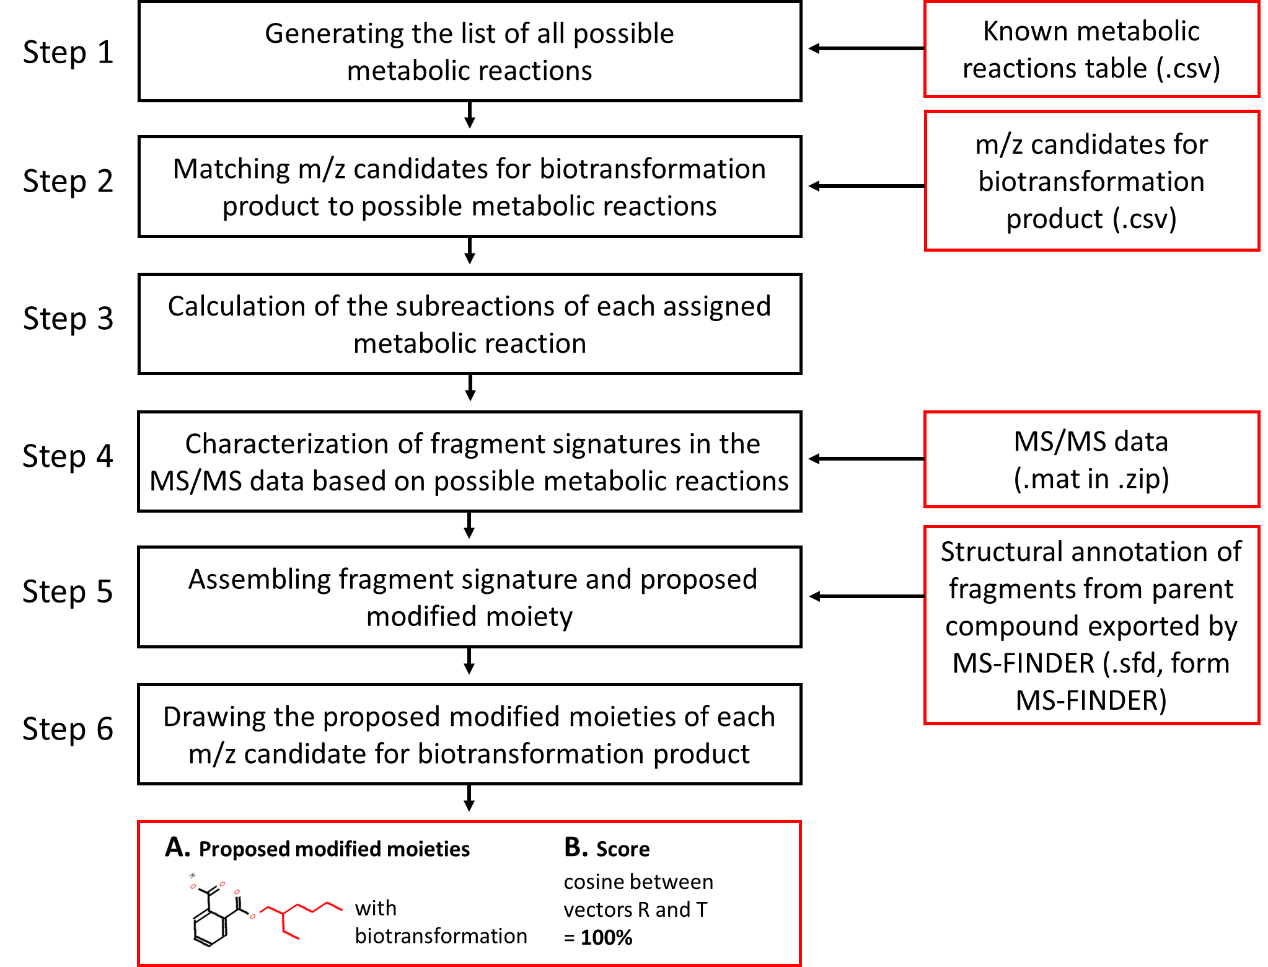 Step 1
Generating the list of all possible
metabolic reactions
Known metabolic
reactions table (.csv)
Step 2
Matching m/z candidates for biotransformation
product to possible metabolic reactions
m/z candidates for
biotransformation
product (.csv)
Step 3
Calculation of the subreactions of each assigned
metabolic reaction
Step 4
Characterization of fragment signatures in the
MS/MS data based on possible metabolic reactions
MS/MS data
(.mat in .zip)
Step 5
Assembling fragment signature and proposed
modified moiety
Structural annotation of
fragments from parent
compound exported by
MS-FINDER (.sfd, form
MS-FINDER)
Step 6
Drawing the proposed modified moieties of each
m/z candidate for biotransformation product
A. Proposed modified moieties
H
O
O
O
O
with
biotransformation
B. Score
cosine between
vectors R and T
= 100%